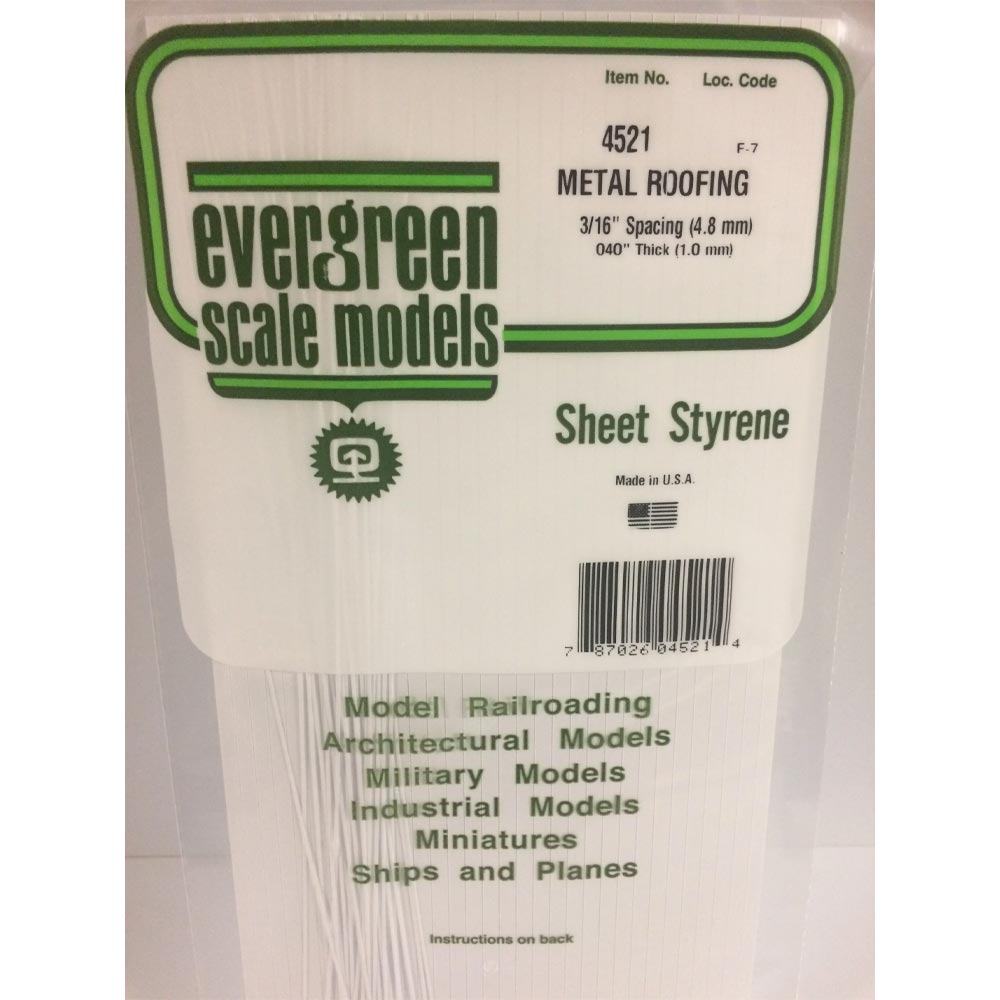 Item No. Loc. Code
4521 F-7
METAL ROOFING
3/16" Spacing (4.8 mm)
040" Thick (1.0 mm)
evergreen
scale models
Sheet Styrene
Made in U.S.A.
7 87026 04521 4
Model Railroading
Architectural Models
Military Models
Industrial Models
Miniatures
Ships and Planes
Instructions on back